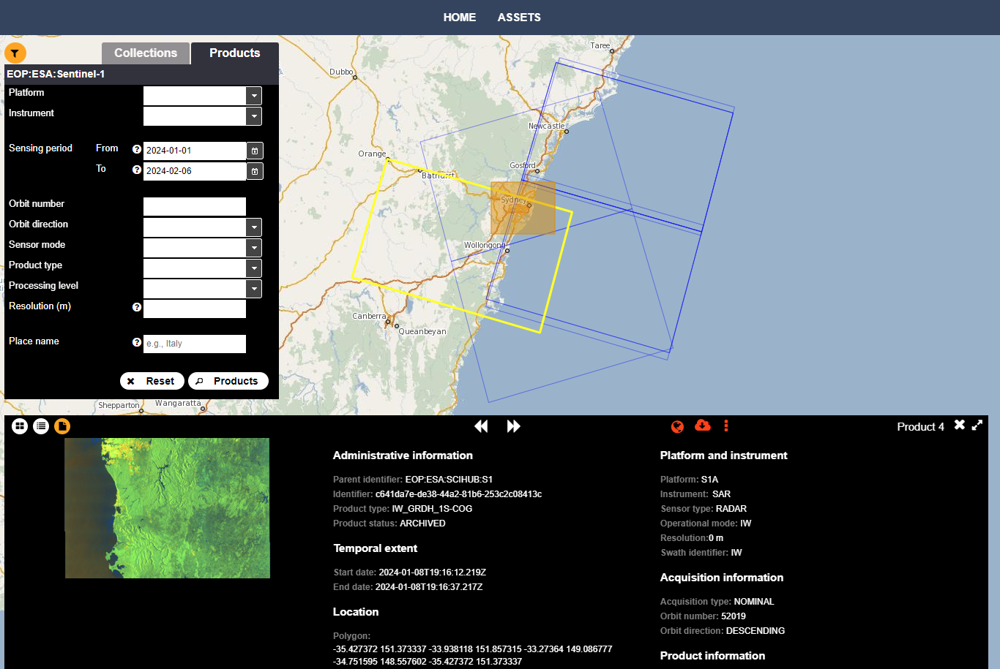 HOME ASSETS
Collections Products
EOP:ESA:Sentinel-1
Platform
Instrument
Sensing period From ? 2024-01-01
To ? 2024-02-06
Orbit number
Orbit direction
Sensor mode
Product type
Processing level
Resolution (m) ?
Place name ? e.g., Italy
Reset Products
Taree
Dubbo
Newcastle
Orange
Gosford
Bathurst
Sydney
Wollongong
Canberra
Queanbeyan
Shepparton
Wangaratta
Product 4
Administrative information
Parent identifier: EOP:ESA:SCIHUB:S1
Identifier: c641da7e-de38-44a2-81b6-253c2c08413c
Product type: IW_GRDH_1S-COG
Product status: ARCHIVED
Temporal extent
Start date: 2024-01-08T19:16:12.219Z
End date: 2024-01-08T19:16:37.217Z
Location
Polygon:
-35.427372 151.373337 -33.938118 151.857315 -33.27364 149.086777
-34.751595 148.557602 -35.427372 151.373337
Platform and instrument
Platform: S1A
Instrument: SAR
Sensor type: RADAR
Operational mode: IW
Resolution:0 m
Swath identifier: IW
Acquisition information
Acquisition type: NOMINAL
Orbit number: 52019
Orbit direction: DESCENDING
Product information